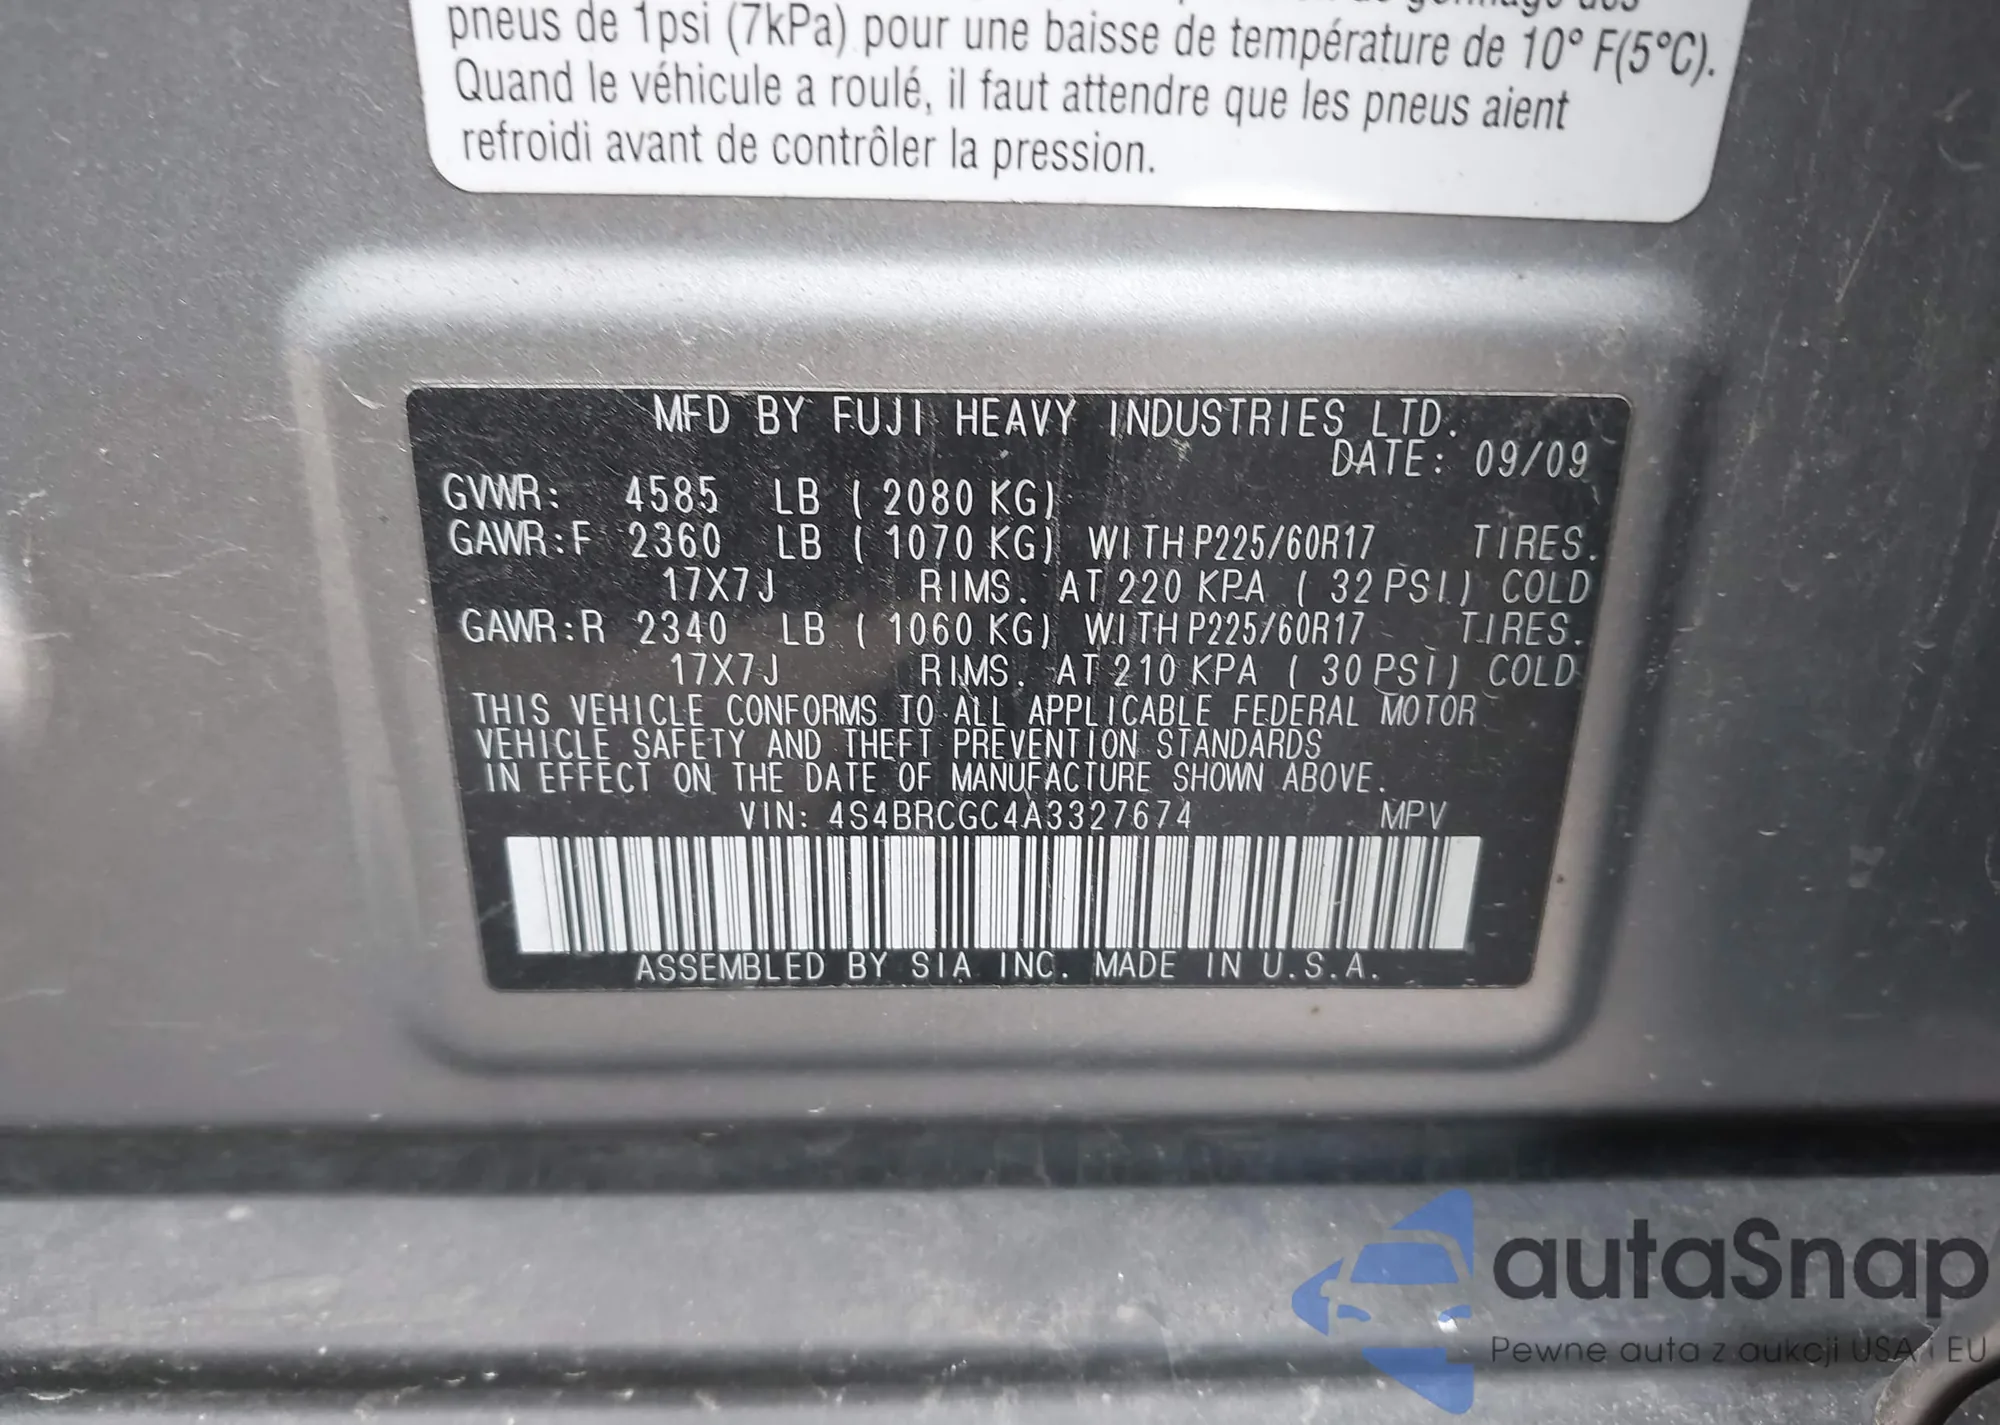 pneus de 1psi (7kPa) pour une baisse de température de 10° F(5°C).
Quand le véhicule a roulé, il faut attendre que les pneus aient
refroidi avant de contrôler la pression.
MFD BY FUJI HEAVY INDUSTRIES LTD.
DATE: 09/09
GVWR: 4585 LB ( 2080 KG)
GAWR:F 2360 LB ( 1070 KG) WITH P225/60R17 TIRES.
17X7J RIMS. AT 220 KPA ( 32 PSI) COLD
GAWR:R 2340 LB ( 1060 KG) WITH P225/60R17 TIRES.
17X7J RIMS. AT 210 KPA ( 30 PSI) COLD
THIS VEHICLE CONFORMS TO ALL APPLICABLE FEDERAL MOTOR
VEHICLE SAFETY AND THEFT PREVENTION STANDARDS
IN EFFECT ON THE DATE OF MANUFACTURE SHOWN ABOVE.
VIN: 4S4BRCGC4A3327674 MPV
ASSEMBLED BY SIA INC. MADE IN U.S.A.
autaSnap
Pewne auta z aukcji USA i EU